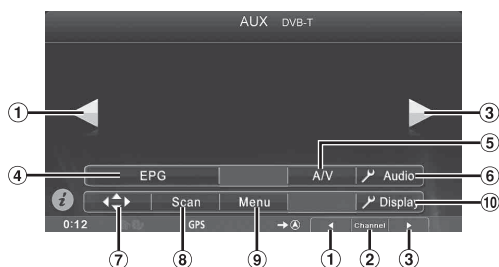 AUX DVB-T
1
3
5
4 EPG A/V Audio 6
i Scan Menu Display 10
0:12 GPS A Channel
7 8 9 1 2 3